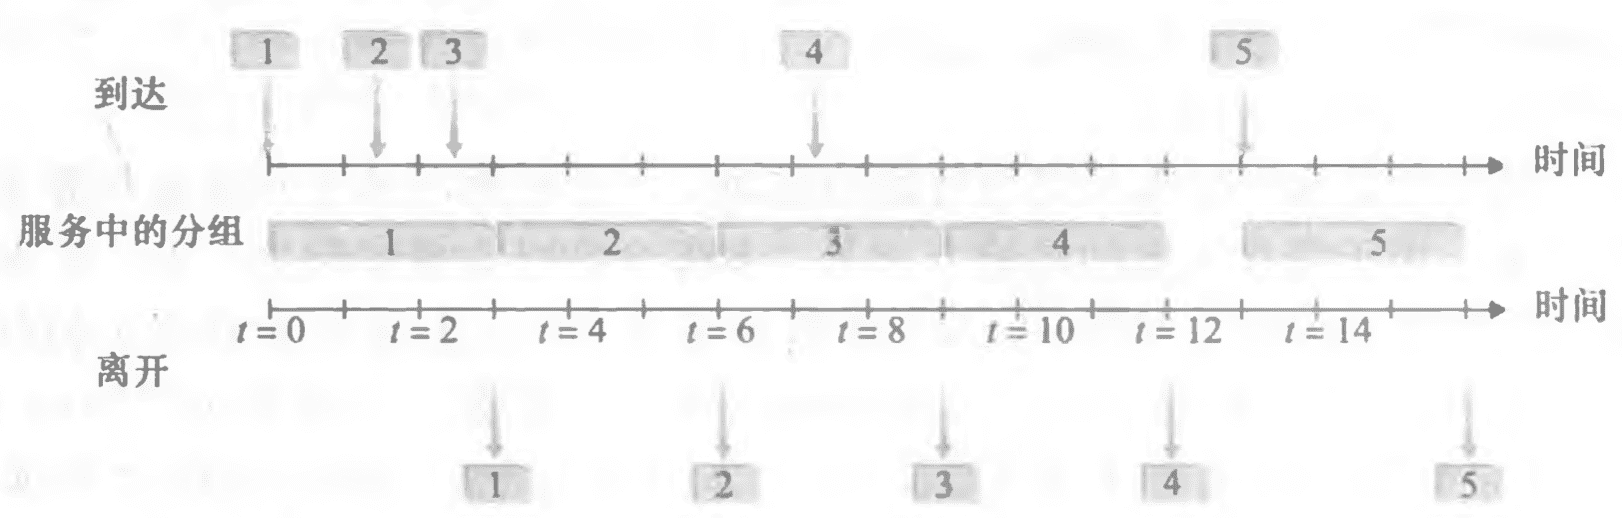 1 2 3 4 5
到达
时间
服务中的分组 1 2 3 4 5
时间
t = 0 t = 2 t = 4 t = 6 t = 8 t = 10 t = 12 t = 14
离开
1 2 3 4 5